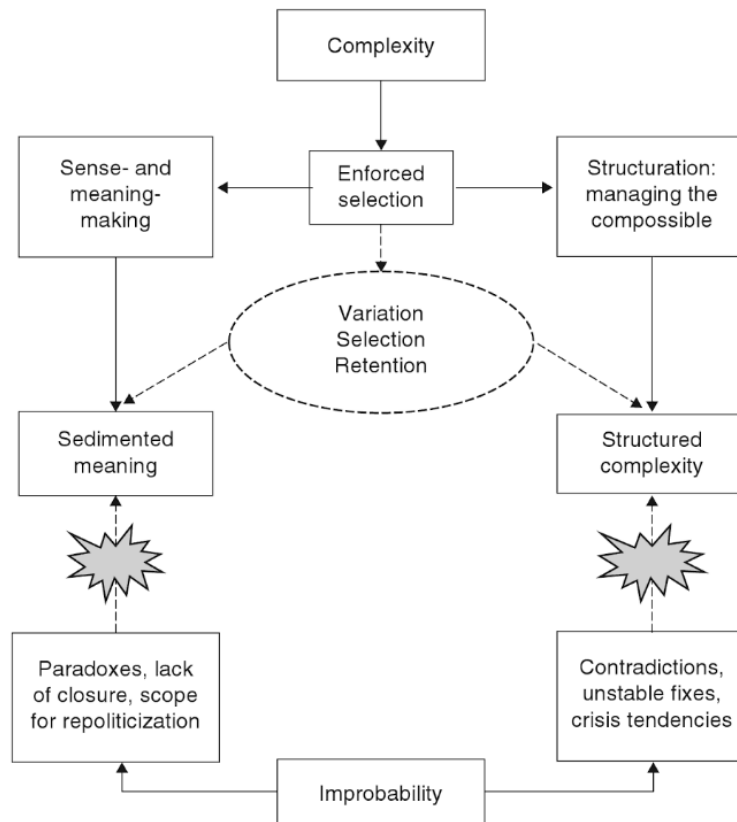 Complexity
Sense- and
meaning-
making
Enforced
selection
Structuration:
managing the
compossible
Variation
Selection
Retention
Sedimented
meaning
Structured
complexity
Paradoxes, lack
of closure, scope
for repoliticization
Contradictions,
unstable fixes,
crisis tendencies
Improbability